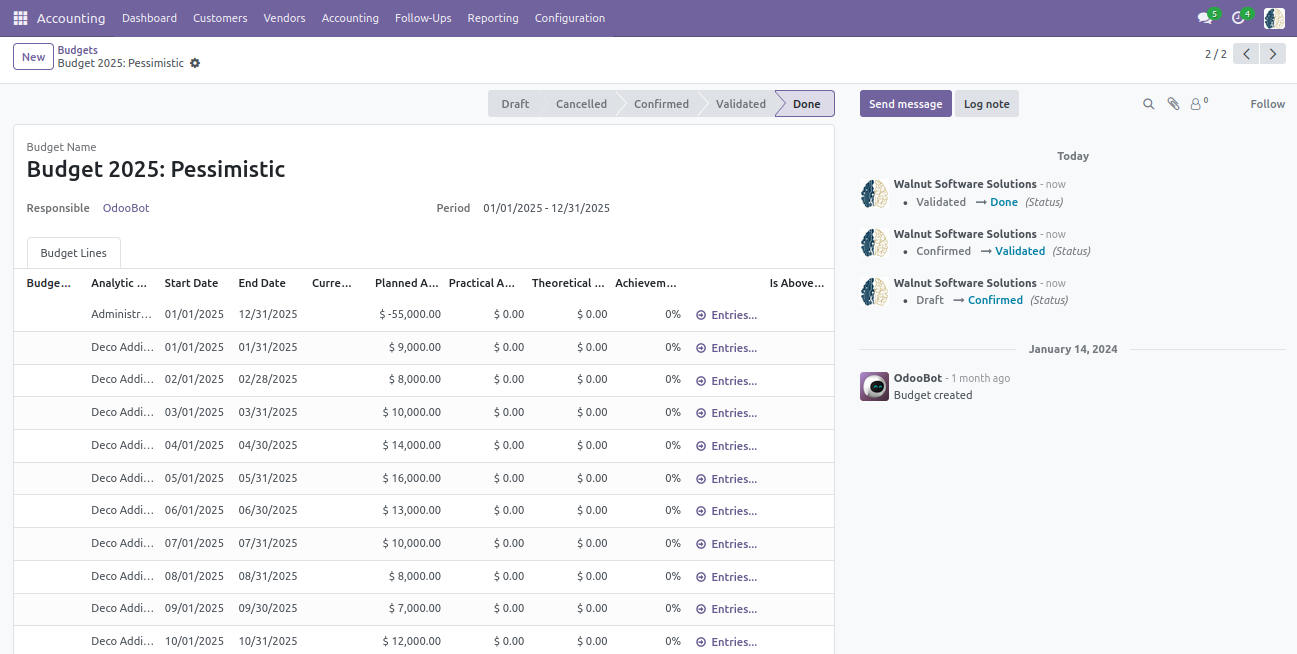 Accounting Dashboard Customers Vendors Accounting Follow-Ups Reporting Configuration 5 4
New Budgets
Budget 2025: Pessimistic
2 / 2
Draft Cancelled Confirmed Validated Done
Send message Log note 0 Follow
Budget Name
Budget 2025: Pessimistic
Responsible OdooBot Period 01/01/2025 - 12/31/2025
Budget Lines
Budge... Analytic ... Start Date End Date Curre... Planned A... Practical A... Theoretical ... Achievem... Is Above...
Administr... 01/01/2025 12/31/2025 $ -55,000.00 $ 0.00 $ 0.00 0% Entries...
Deco Addi... 01/01/2025 01/31/2025 $ 9,000.00 $ 0.00 $ 0.00 0% Entries...
Deco Addi... 02/01/2025 02/28/2025 $ 8,000.00 $ 0.00 $ 0.00 0% Entries...
Deco Addi... 03/01/2025 03/31/2025 $ 10,000.00 $ 0.00 $ 0.00 0% Entries...
Deco Addi... 04/01/2025 04/30/2025 $ 14,000.00 $ 0.00 $ 0.00 0% Entries...
Deco Addi... 05/01/2025 05/31/2025 $ 16,000.00 $ 0.00 $ 0.00 0% Entries...
Deco Addi... 06/01/2025 06/30/2025 $ 13,000.00 $ 0.00 $ 0.00 0% Entries...
Deco Addi... 07/01/2025 07/31/2025 $ 10,000.00 $ 0.00 $ 0.00 0% Entries...
Deco Addi... 08/01/2025 08/31/2025 $ 8,000.00 $ 0.00 $ 0.00 0% Entries...
Deco Addi... 09/01/2025 09/30/2025 $ 7,000.00 $ 0.00 $ 0.00 0% Entries...
Deco Addi... 10/01/2025 10/31/2025 $ 12,000.00 $ 0.00 $ 0.00 0% Entries...
Today
Walnut Software Solutions - now
• Validated → Done (Status)
Walnut Software Solutions - now
• Confirmed → Validated (Status)
Walnut Software Solutions - now
• Draft → Confirmed (Status)
January 14, 2024
OdooBot - 1 month ago
Budget created